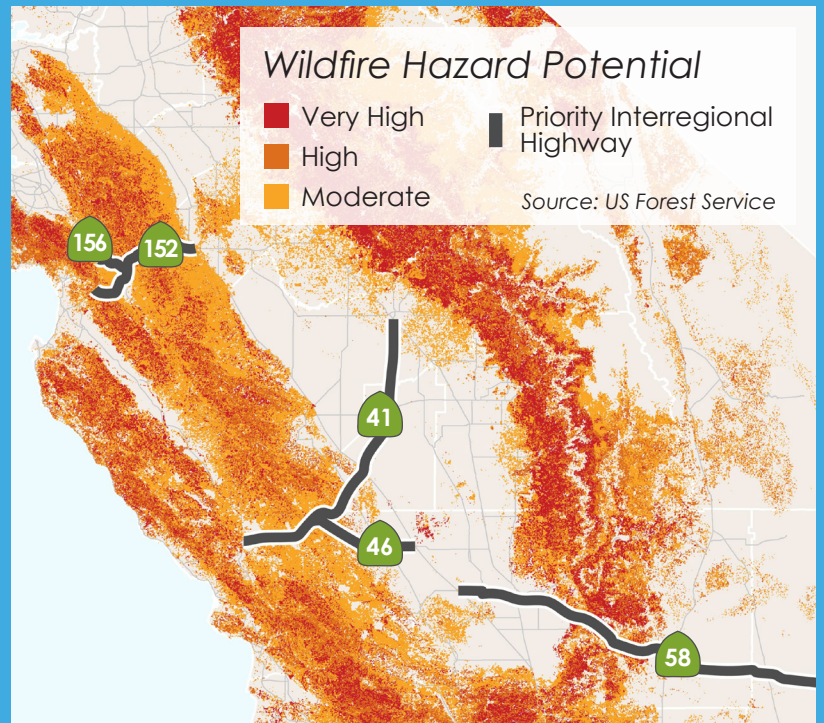 Wildfire Hazard Potential
Very High
High
Moderate
Priority Interregional
Highway
Source: US Forest Service
156
152
41
46
58